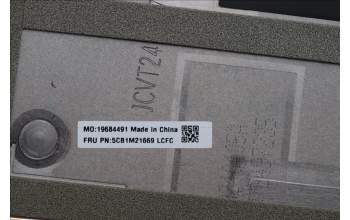 JCVT24
MO:19684491 Made in China
FRU PN:5CB1M21669 LCFC